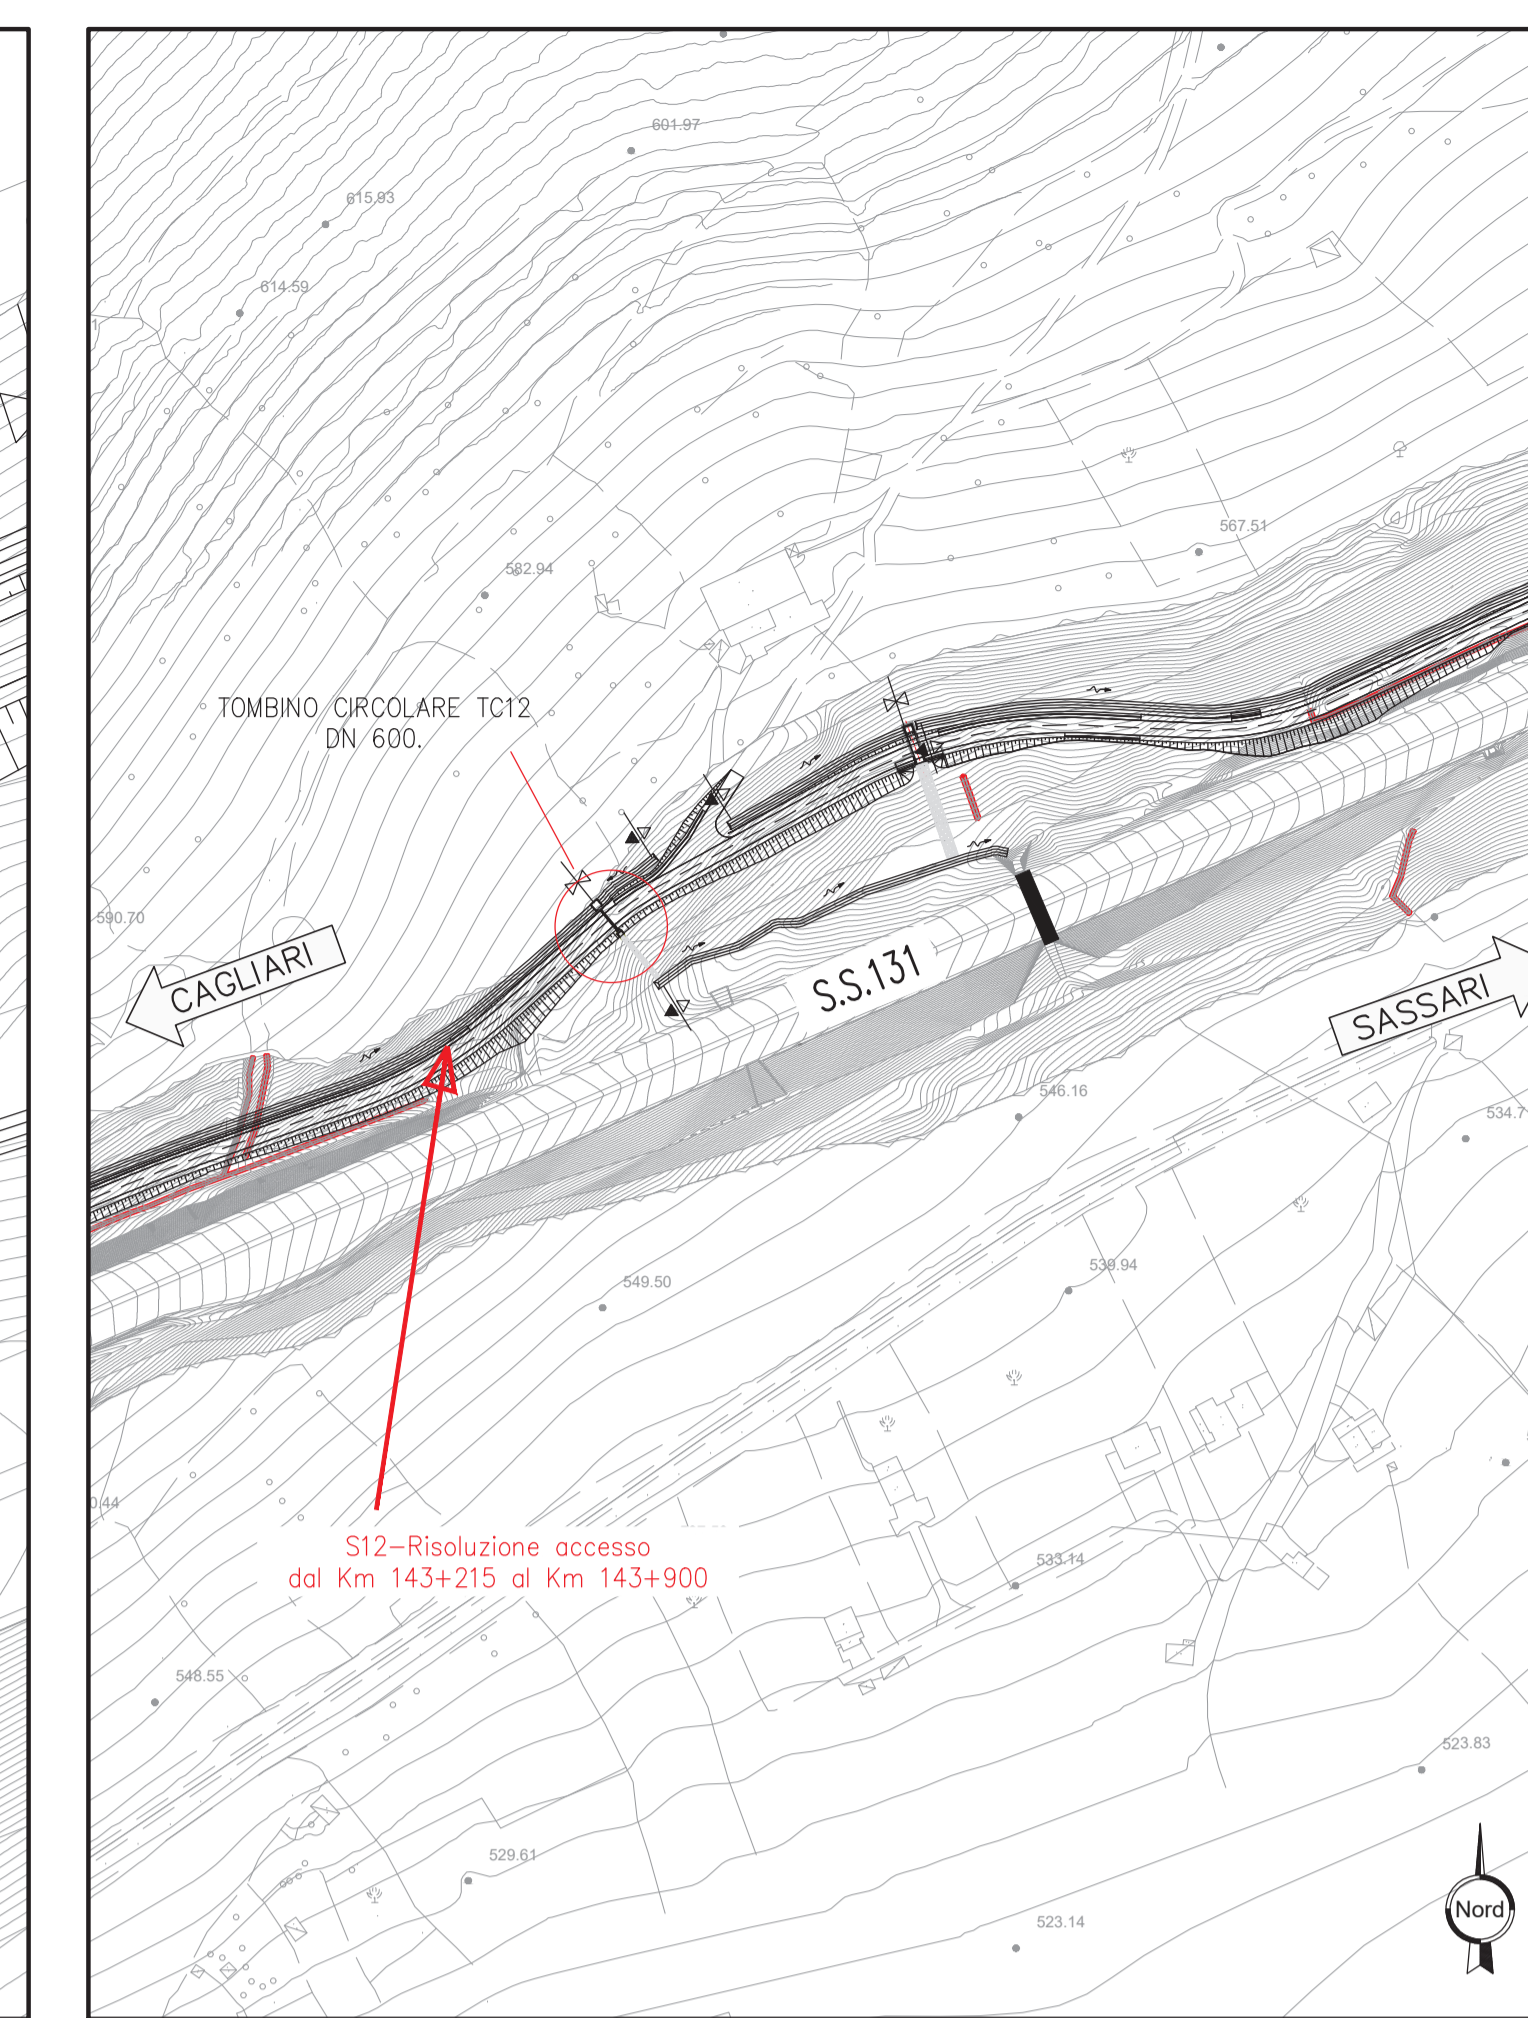 601.97
615.93
614.59
567.51
582.94
TOMBINO CIRCOLARE TC12
DN 600.
590.70
CAGLIARI
S.S.131
SASSARI
546.16
534.7
539.94
549.50
0.44
S12-Risoluzione accesso
dal Km 143+215 al Km 143+900
533.14
548.55
523.83
529.61
Nord
523.14